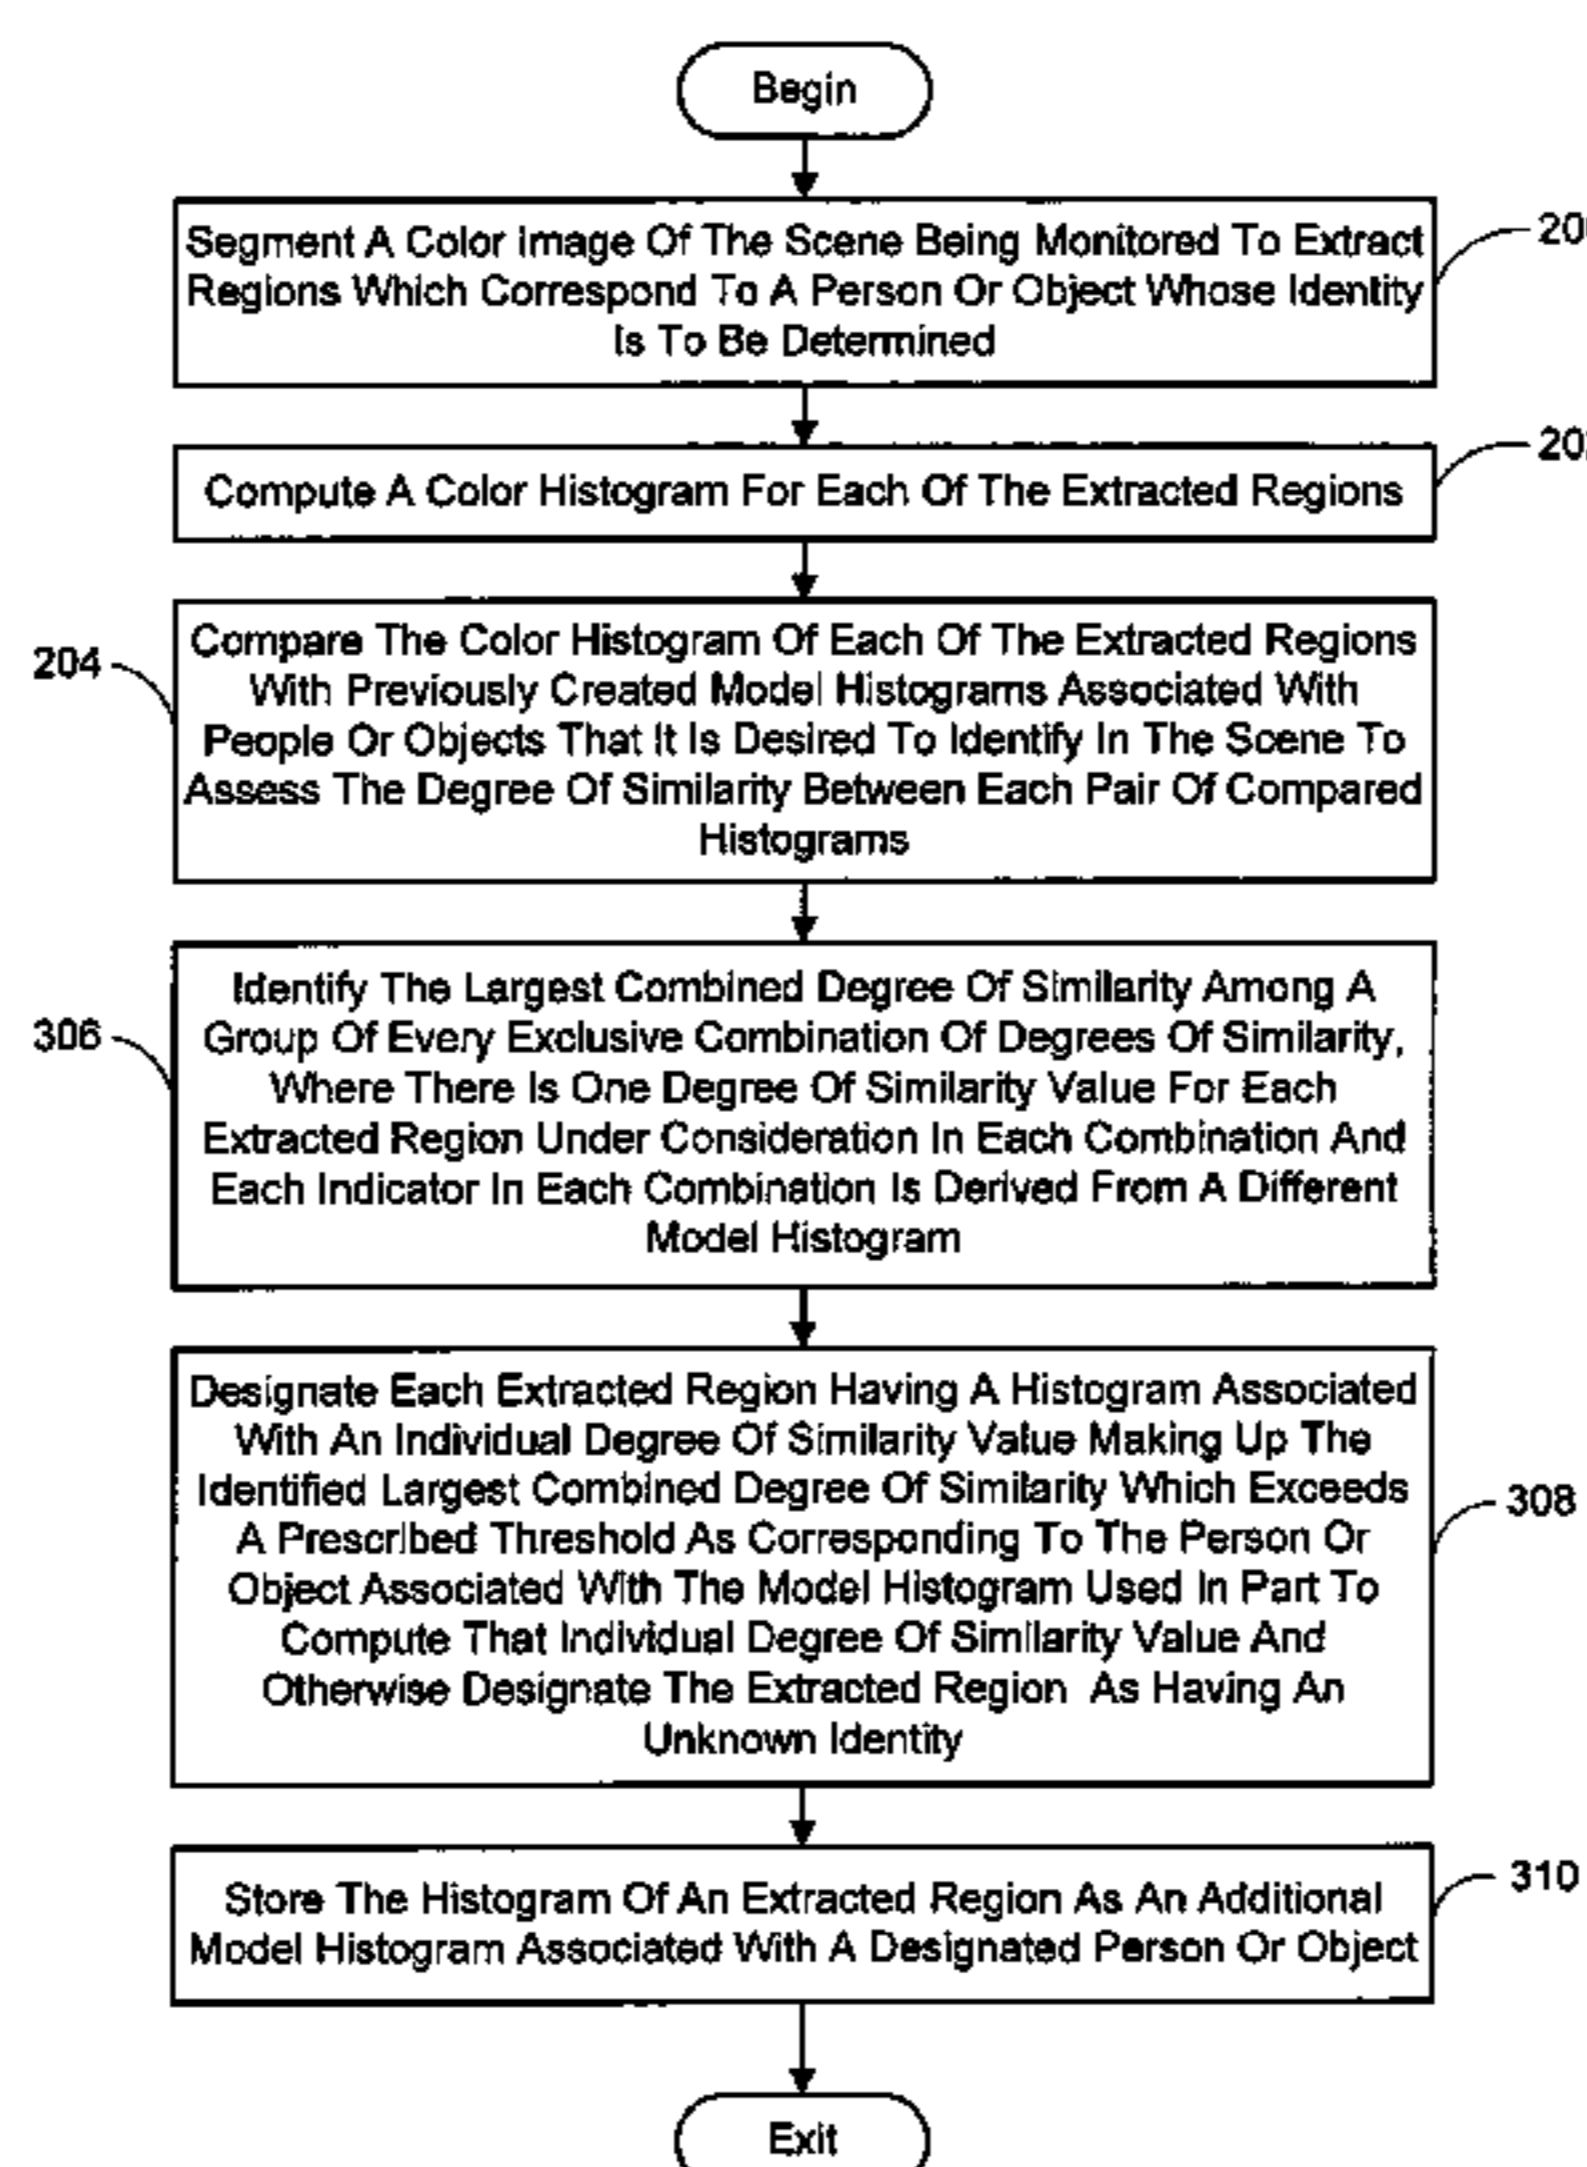 Begin
Segment A Color Image Of The Scene Being Monitored To Extract
Regions Which Correspond To A Person Or Object Whose Identity
Is To Be Determined
Compute A Color Histogram For Each Of The Extracted Regions
204
Compare The Color Histogram Of Each Of The Extracted Regions
With Previously Created Model Histograms Associated With
People Or Objects That It Is Desired To Identify In The Scene To
Assess The Degree Of Similarity Between Each Pair Of Compared
Histograms
306
Identify The Largest Combined Degree Of Similarity Among A
Group Of Every Exclusive Combination Of Degrees Of Similarity,
Where There Is One Degree Of Similarity Value For Each
Extracted Region Under Consideration In Each Combination And
Each Indicator In Each Combination Is Derived From A Different
Model Histogram
Designate Each Extracted Region Having A Histogram Associated
With An Individual Degree Of Similarity Value Making Up The
Identified Largest Combined Degree Of Similarity Which Exceeds
A Prescribed Threshold As Corresponding To The Person Or
Object Associated With The Model Histogram Used In Part To
Compute That Individual Degree Of Similarity Value And
Otherwise Designate The Extracted Region As Having An
Unknown Identity
308
Store The Histogram Of An Extracted Region As An Additional
Model Histogram Associated With A Designated Person Or Object
310
Exit